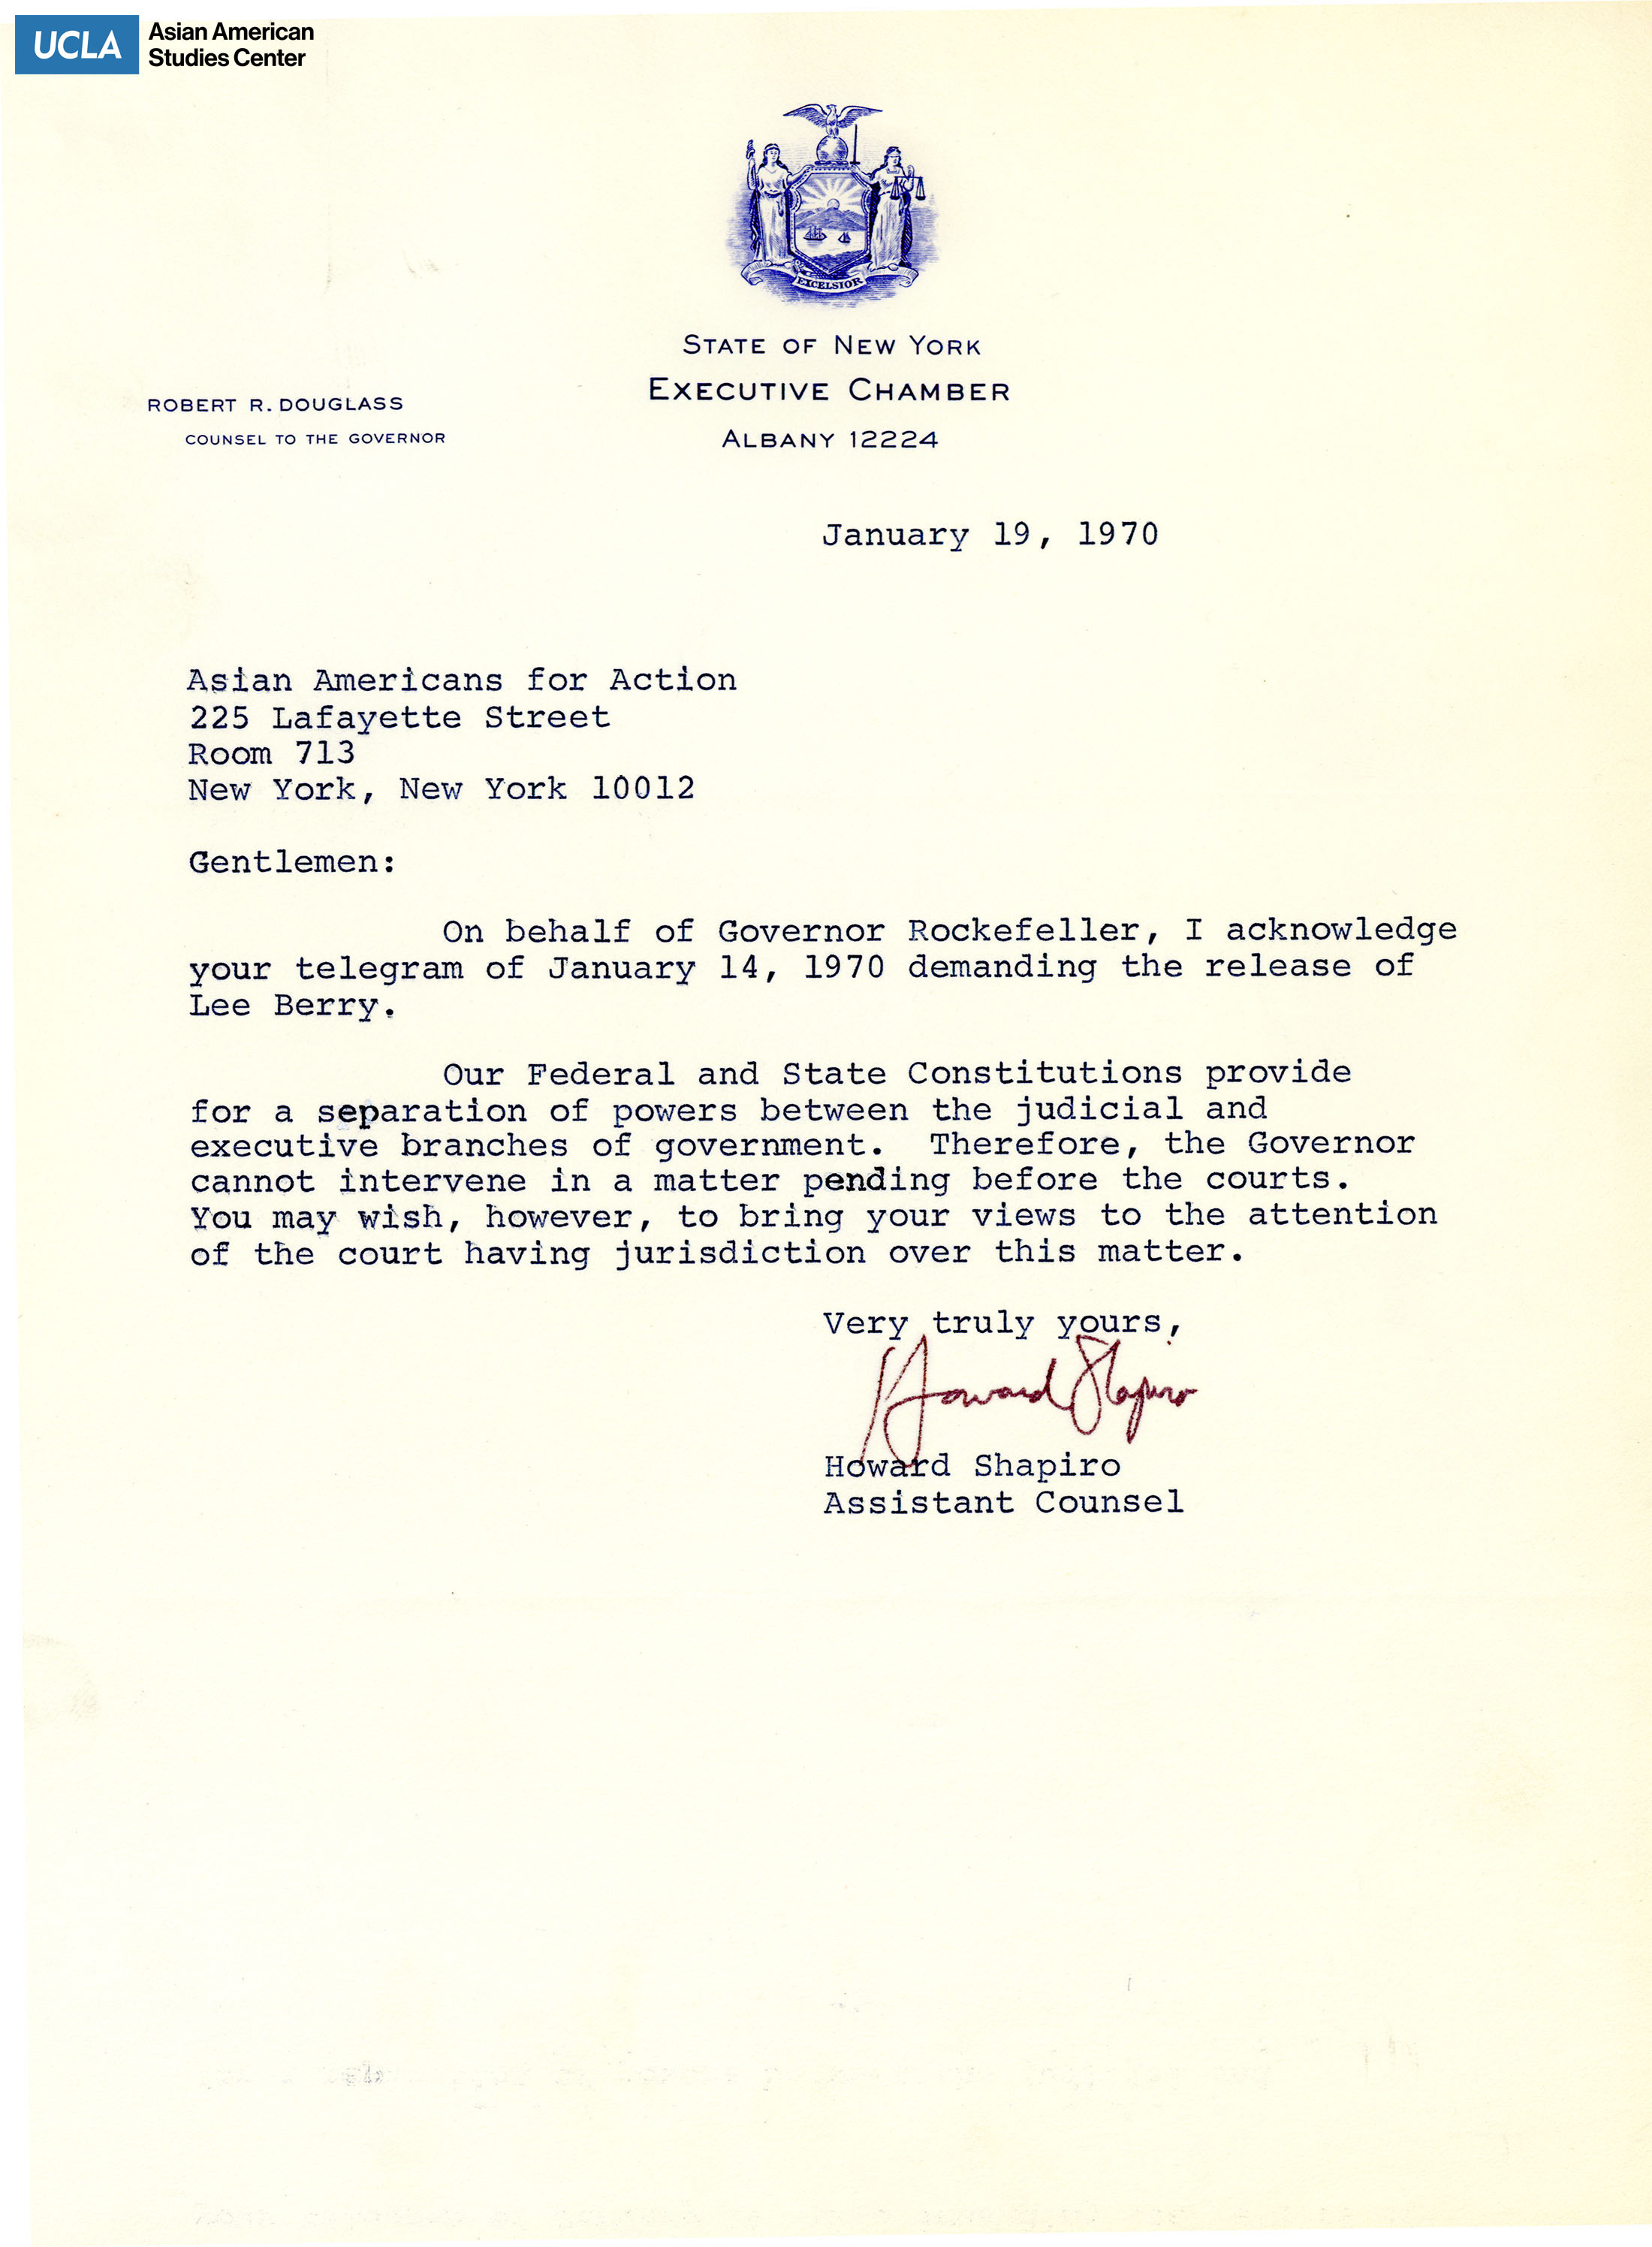 UCLA Asian American
Studies Center
EXCELSIOR
STATE OF NEW YORK
EXECUTIVE CHAMBER
ALBANY 12224
ROBERT R. DOUGLASS
COUNSEL TO THE GOVERNOR
January 19, 1970
Asian Americans for Action
225 Lafayette Street
Room 713
New York, New York 10012
Gentlemen:
On behalf of Governor Rockefeller, I acknowledge
your telegram of January 14, 1970 demanding the release of
Lee Berry.
Our Federal and State Constitutions provide
for a separation of powers between the judicial and
executive branches of government. Therefore, the Governor
cannot intervene in a matter pending before the courts.
You may wish, however, to bring your views to the attention
of the court having jurisdiction over this matter.
Very truly yours,
Howard Shapiro
Howard Shapiro
Assistant Counsel